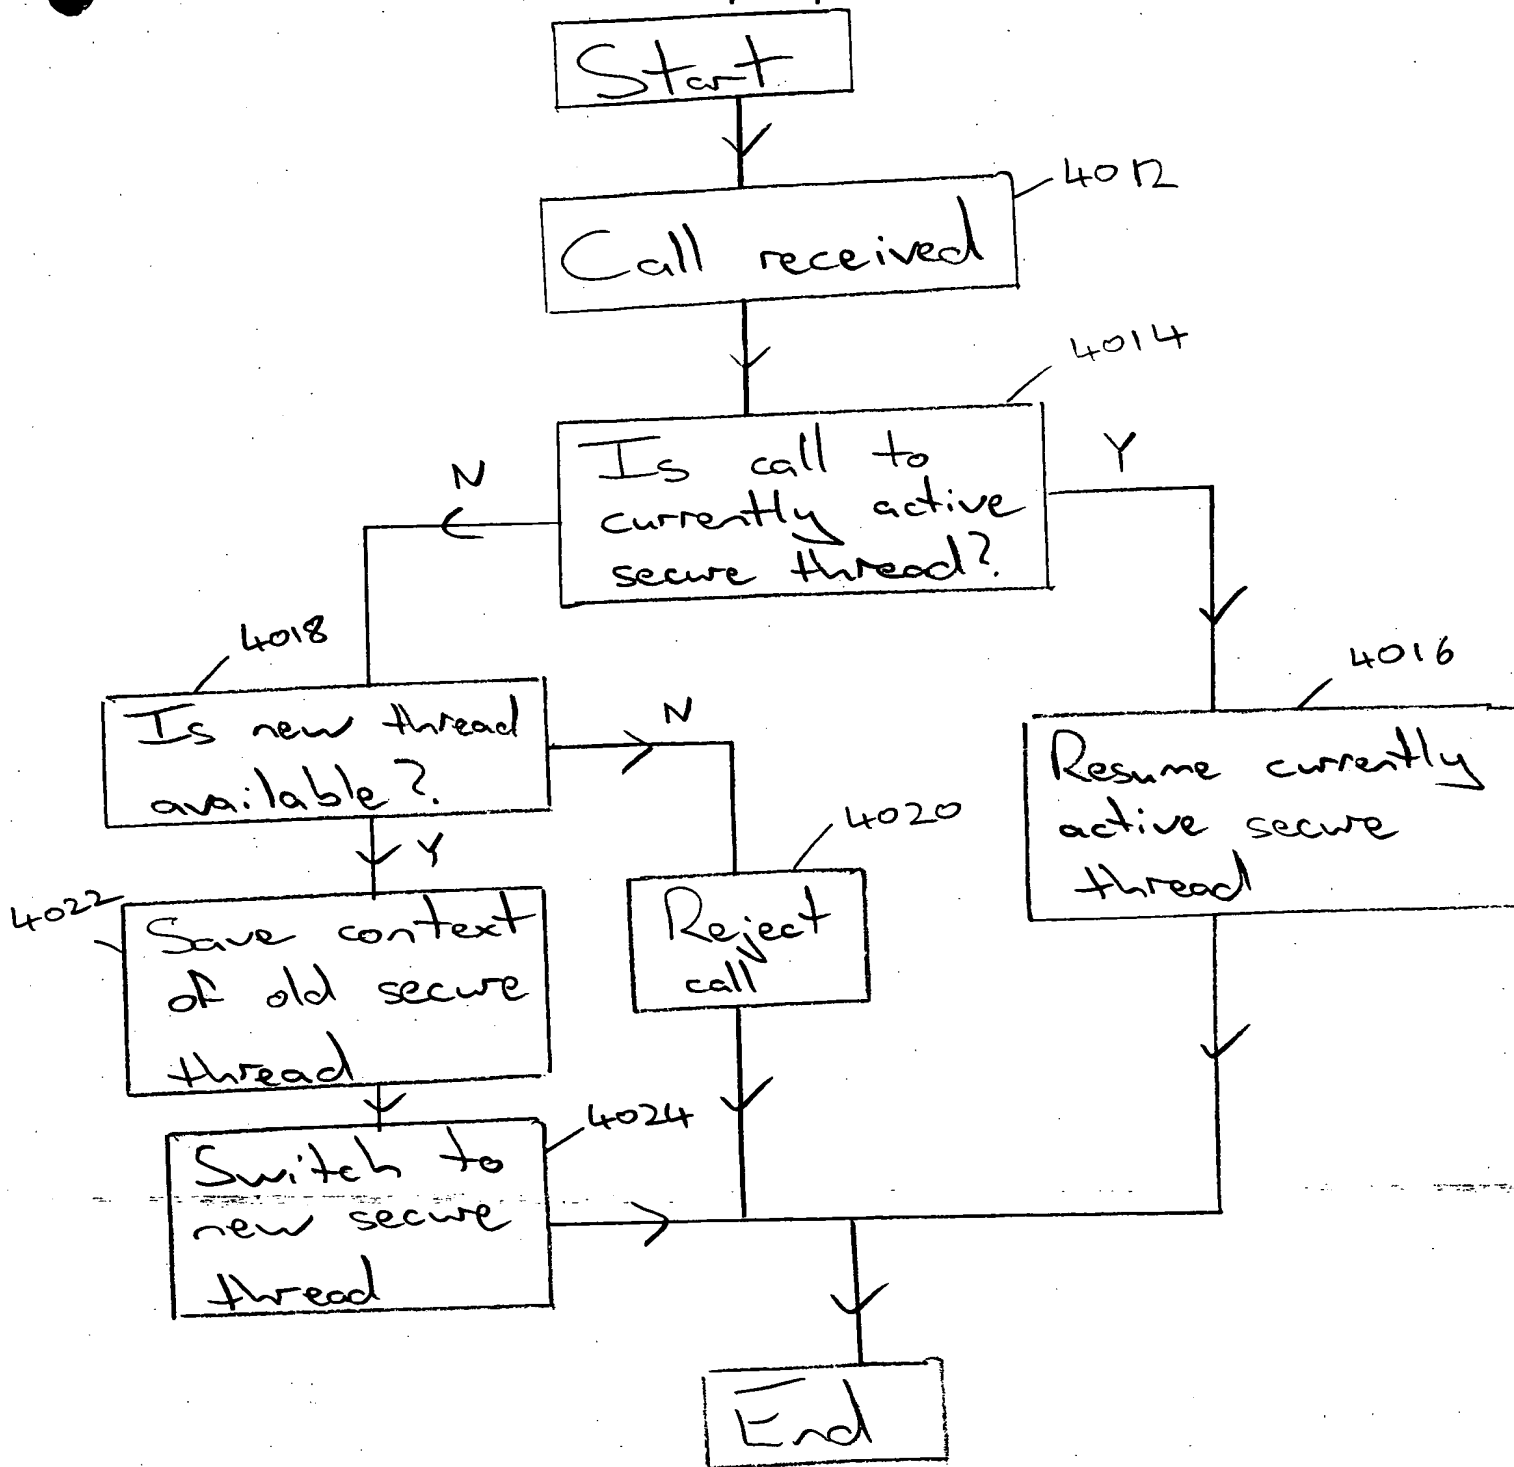 Start
4012
Call received
4014
Is call to
currently active
secure thread?
N
Y
4018
Is new thread
available?
N
Y
4016
Resume currently
active secure
thread
4020
Reject
call
4022
Save context
of old secure
thread
4024
Switch to
new secure
thread
End